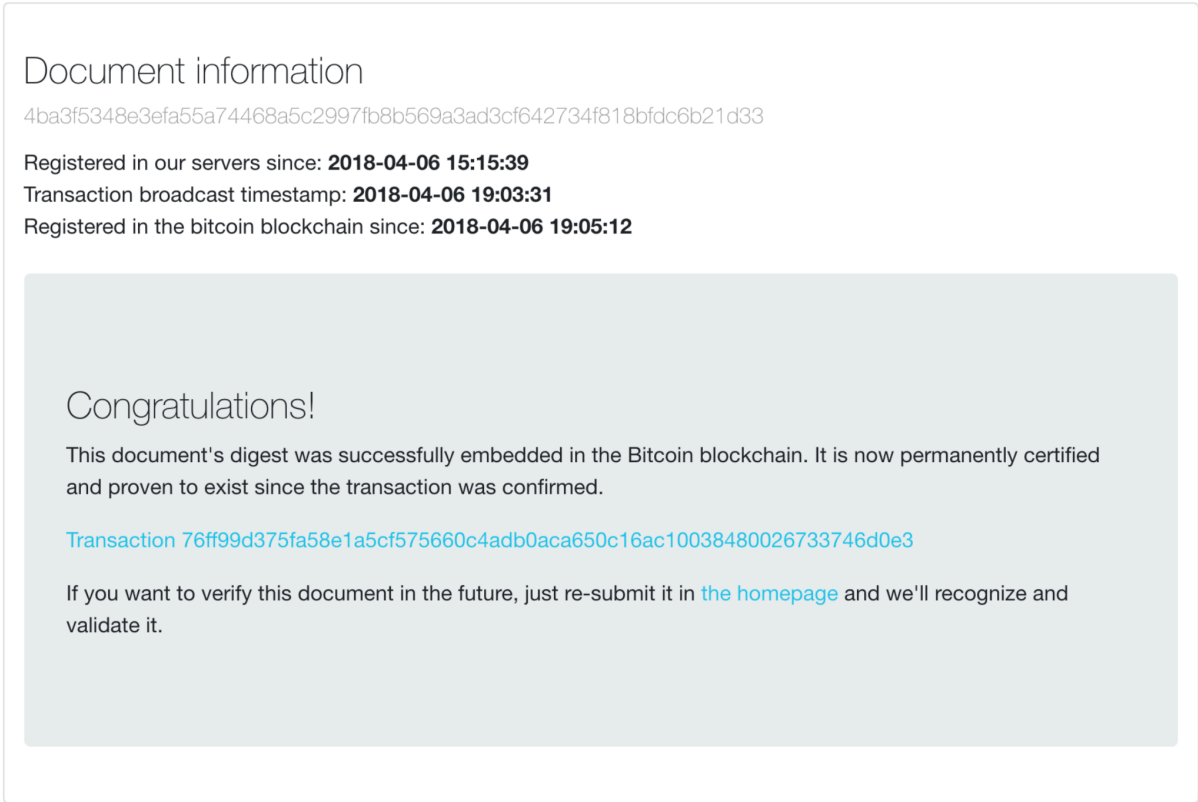 Document information
4ba3f5348e3efa55a74468a5c2997fb8b569a3ad3cf642734f818bfdc6b21d33
Registered in our servers since: 2018-04-06 15:15:39
Transaction broadcast timestamp: 2018-04-06 19:03:31
Registered in the bitcoin blockchain since: 2018-04-06 19:05:12
Congratulations!
This document's digest was successfully embedded in the Bitcoin blockchain. It is now permanently certified
and proven to exist since the transaction was confirmed.
Transaction 76ff99d375fa58e1a5cf575660c4adb0aca650c16ac10038480026733746d0e3
If you want to verify this document in the future, just re-submit it in the homepage and we'll recognize and
validate it.